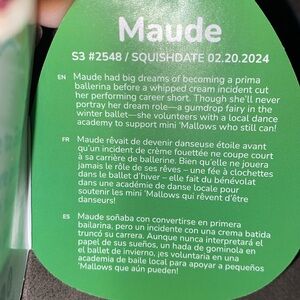 Maude
S3 #2548 / SQUISHDATE 02.20.2024
EN Maude had big dreams of becoming a prima
ballerina before a whipped cream incident cut
her performing career short. Though she'll never
portray her dream role—a gumdrop fairy in the
winter ballet—she volunteers with a local dance
academy to support mini 'Mallows who still can!
FR Maude rêvait de devenir danseuse étoile avant
qu'un incident de crème fouettée ne coupe court
à sa carrière de ballerine. Bien qu'elle ne jouera
jamais le rôle de ses rêves – une fée à clochettes
dans le ballet d'hiver – elle fait du bénévolat
dans une académie de danse locale pour
soutenir les mini 'Mallows qui rêvent d'être
danseurs!
ES Maude soñaba con convertirse en primera
bailarina, pero un incidente con una crema batida
truncó su carrera. Aunque nunca interpretará el
papel de sus sueños, un hada de gominola en
el ballet de invierno, ¡es voluntaria en una
academia de baile local para apoyar a pequeños
'Mallows que aún pueden!